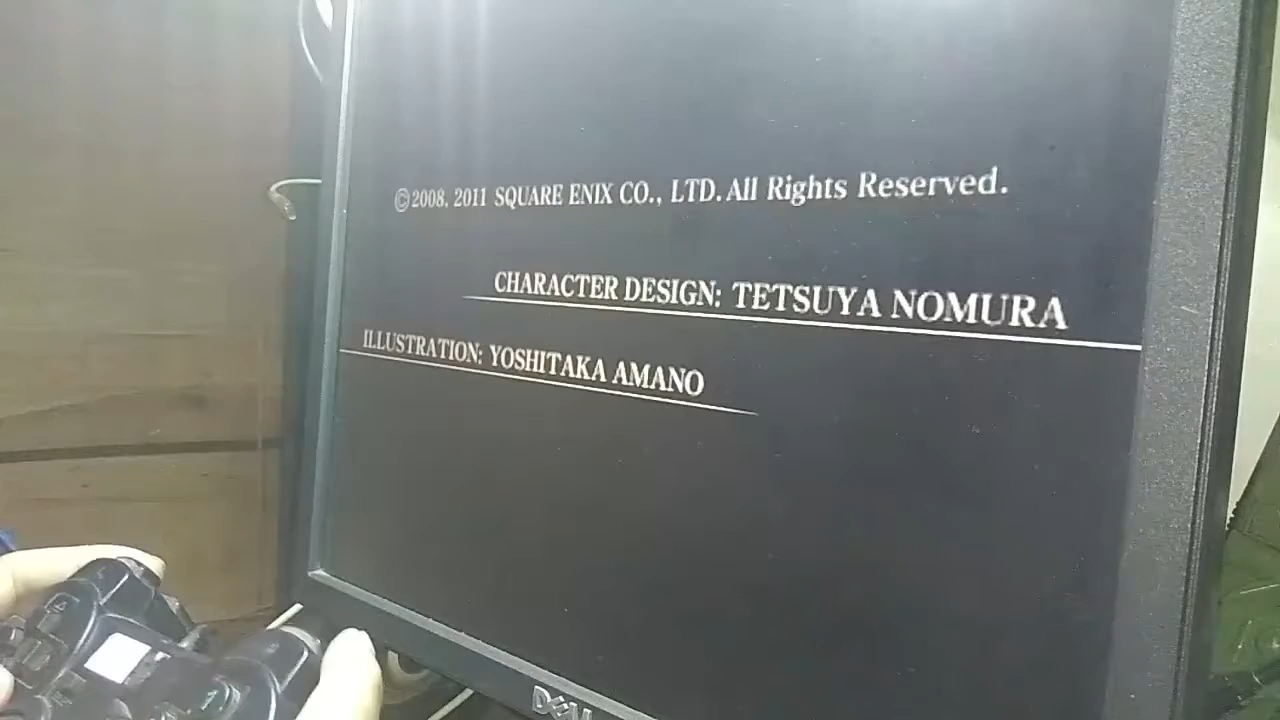 ©2008, 2011 SQUARE ENIX CO., LTD. All Rights Reserved.
CHARACTER DESIGN: TETSUYA NOMURA
ILLUSTRATION: YOSHITAKA AMANO
DELL